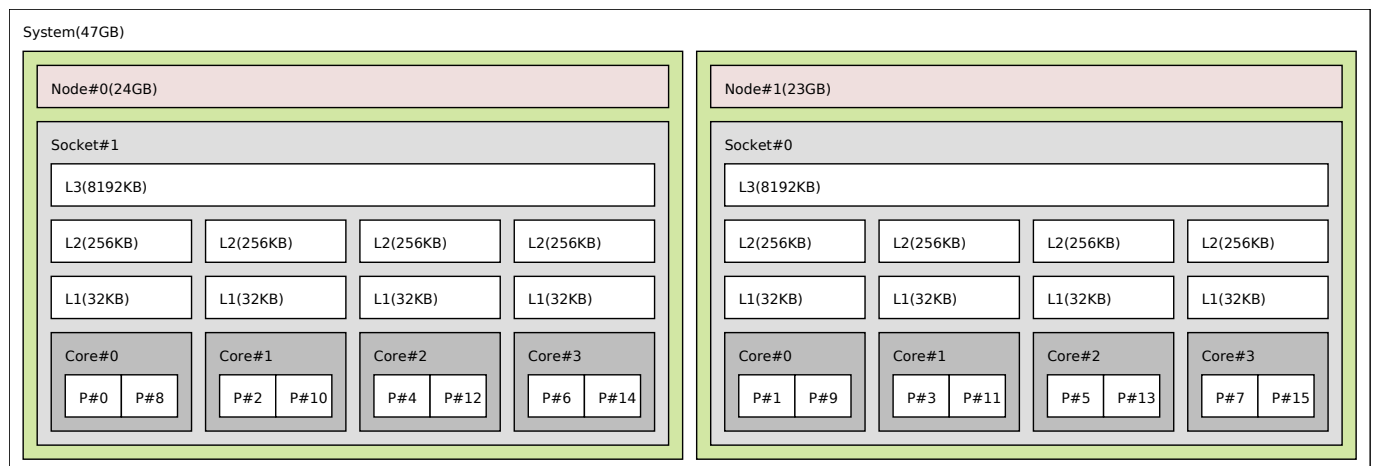 System(47GB)
Node#0(24GB)
Socket#1
L3(8192KB)
L2(256KB) L2(256KB) L2(256KB) L2(256KB)
L1(32KB) L1(32KB) L1(32KB) L1(32KB)
Core#0 Core#1 Core#2 Core#3
P#0 P#8 P#2 P#10 P#4 P#12 P#6 P#14
Node#1(23GB)
Socket#0
L3(8192KB)
L2(256KB) L2(256KB) L2(256KB) L2(256KB)
L1(32KB) L1(32KB) L1(32KB) L1(32KB)
Core#0 Core#1 Core#2 Core#3
P#1 P#9 P#3 P#11 P#5 P#13 P#7 P#15